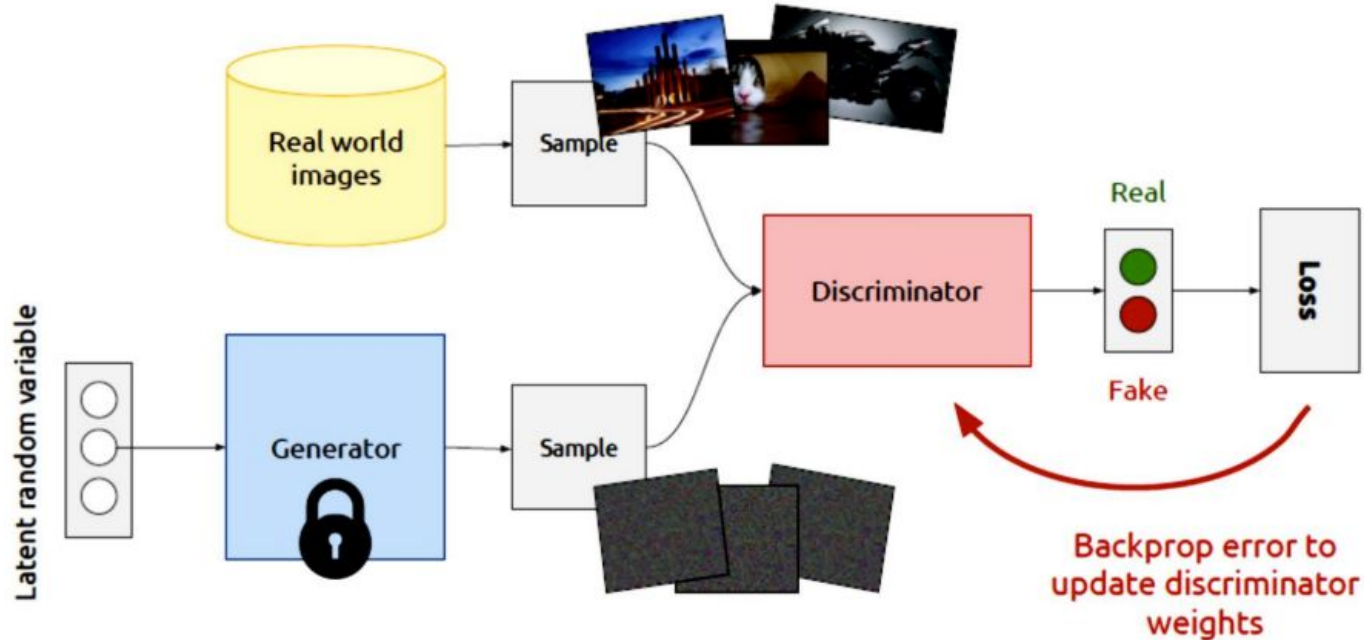 Real world
images
Sample
Real
Discriminator
Loss
Fake
Latent random variable
Generator
Sample
Backprop error to
update discriminator
weights